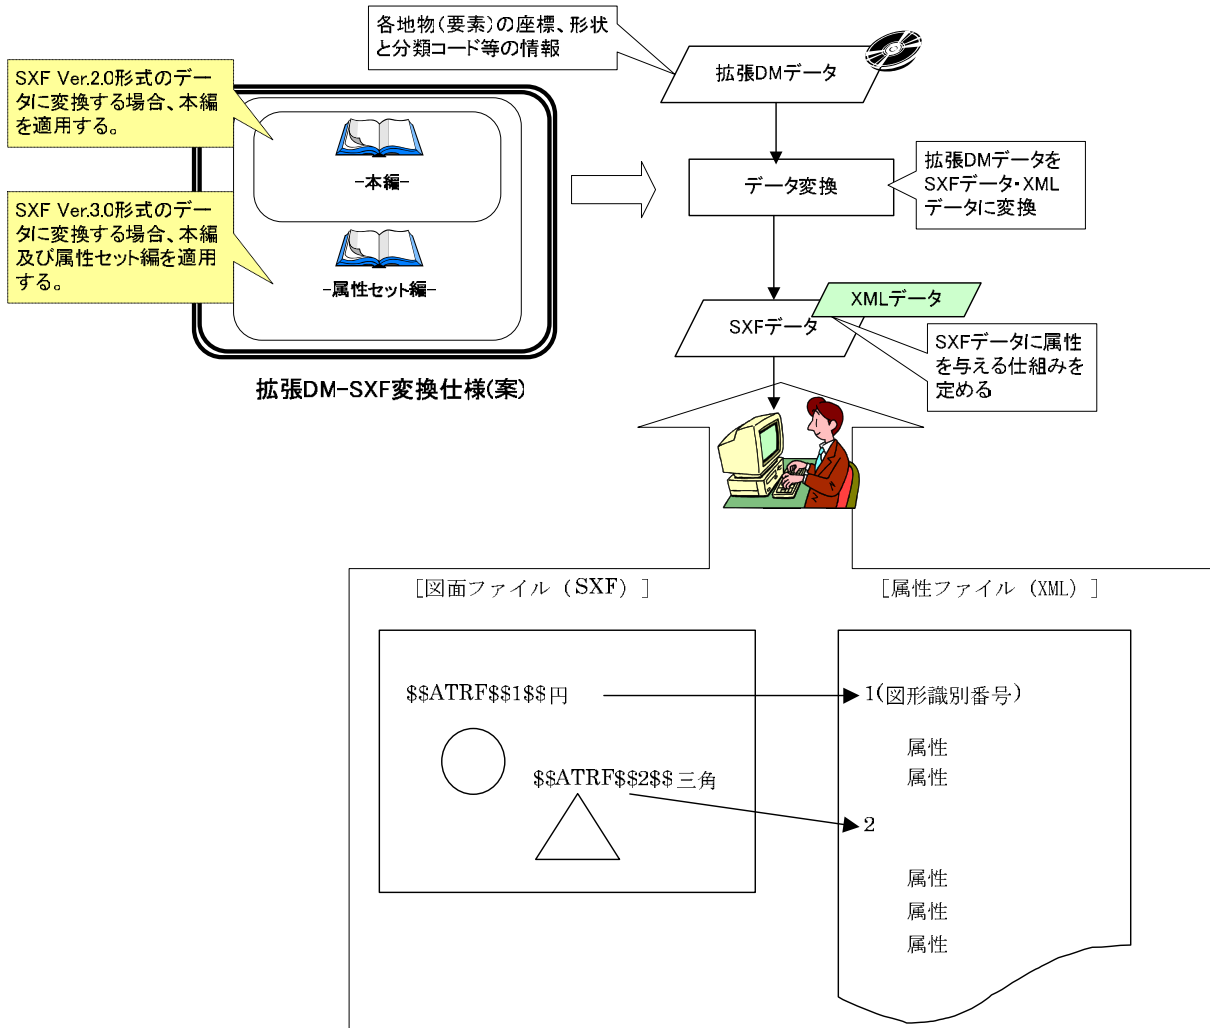 各地物(要素)の座標、形状
と分類コード等の情報
拡張DMデータ
SXF Ver.2.0形式のデー
タに変換する場合、本編
を適用する。
-本編-
データ変換
拡張DMデータを
SXFデータ・XML
データに変換
SXF Ver.3.0形式のデー
タに変換する場合、本編
及び属性セット編を適用
する。
-属性セット編-
XMLデータ
SXFデータ
SXFデータに属性
を与える仕組みを
定める
拡張DM-SXF変換仕様(案)
[図面ファイル(SXF)]
[属性ファイル(XML)]
$$ATRF$$1$$円
1(図形識別番号)
属性
属性
$$ATRF$$2$$三角
2
属性
属性
属性